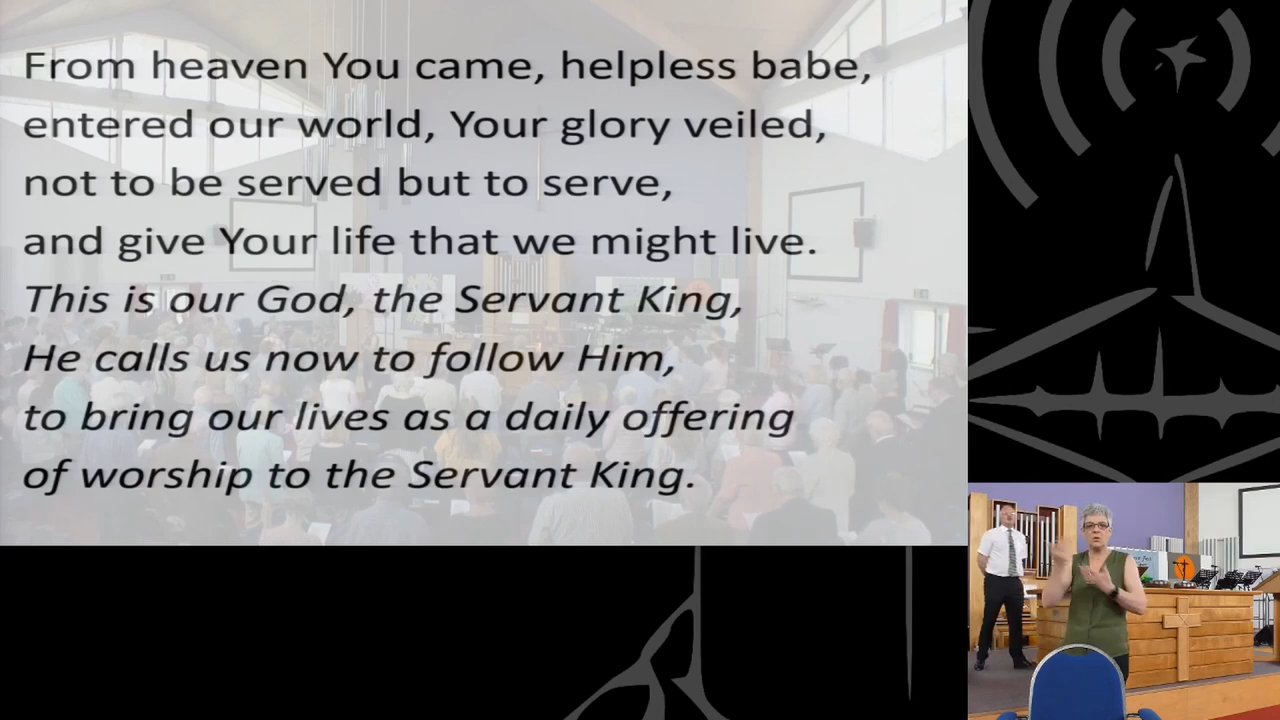 From heaven You came, helpless babe,
entered our world, Your glory veiled,
not to be served but to serve,
and give Your life that we might live.
This is our God, the Servant King,
He calls us now to follow Him,
to bring our lives as a daily offering
of worship to the Servant King.